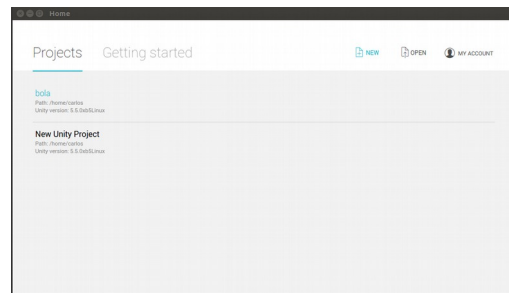 Home
Projects
Getting started
NEW
OPEN
MY ACCOUNT
bola
Path: /home/carlos
Unity version: 5.5.0xb5Linux
New Unity Project
Path: /home/carlos
Unity version: 5.5.0xb5Linux